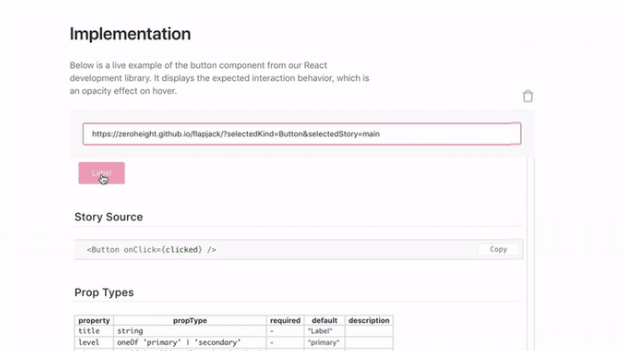 Implementation
Below is a live example of the button component from our React
development library. It displays the expected interaction behavior, which is
an opacity effect on hover.
https://zeroheight.github.io/flapjack/?selectedKind=Button&selectedStory=main
Label
Story Source
<Button onClick={clicked} />
Copy
Prop Types
property propType required default description
title string - "Label"
level oneOf 'primary' | 'secondary' - "primary"